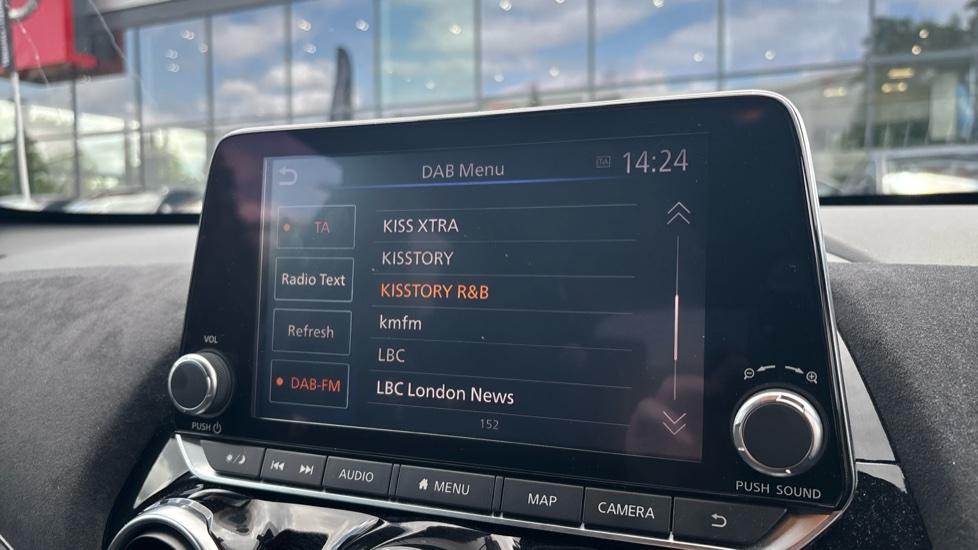 DAB Menu
TA
14:24
TA
Radio Text
Refresh
DAB-FM
KISS XTRA
KISSTORY
KISSTORY R&B
kmfm
LBC
LBC London News
152
VOL
PUSH
PUSH SOUND
AUDIO
MENU
MAP
CAMERA